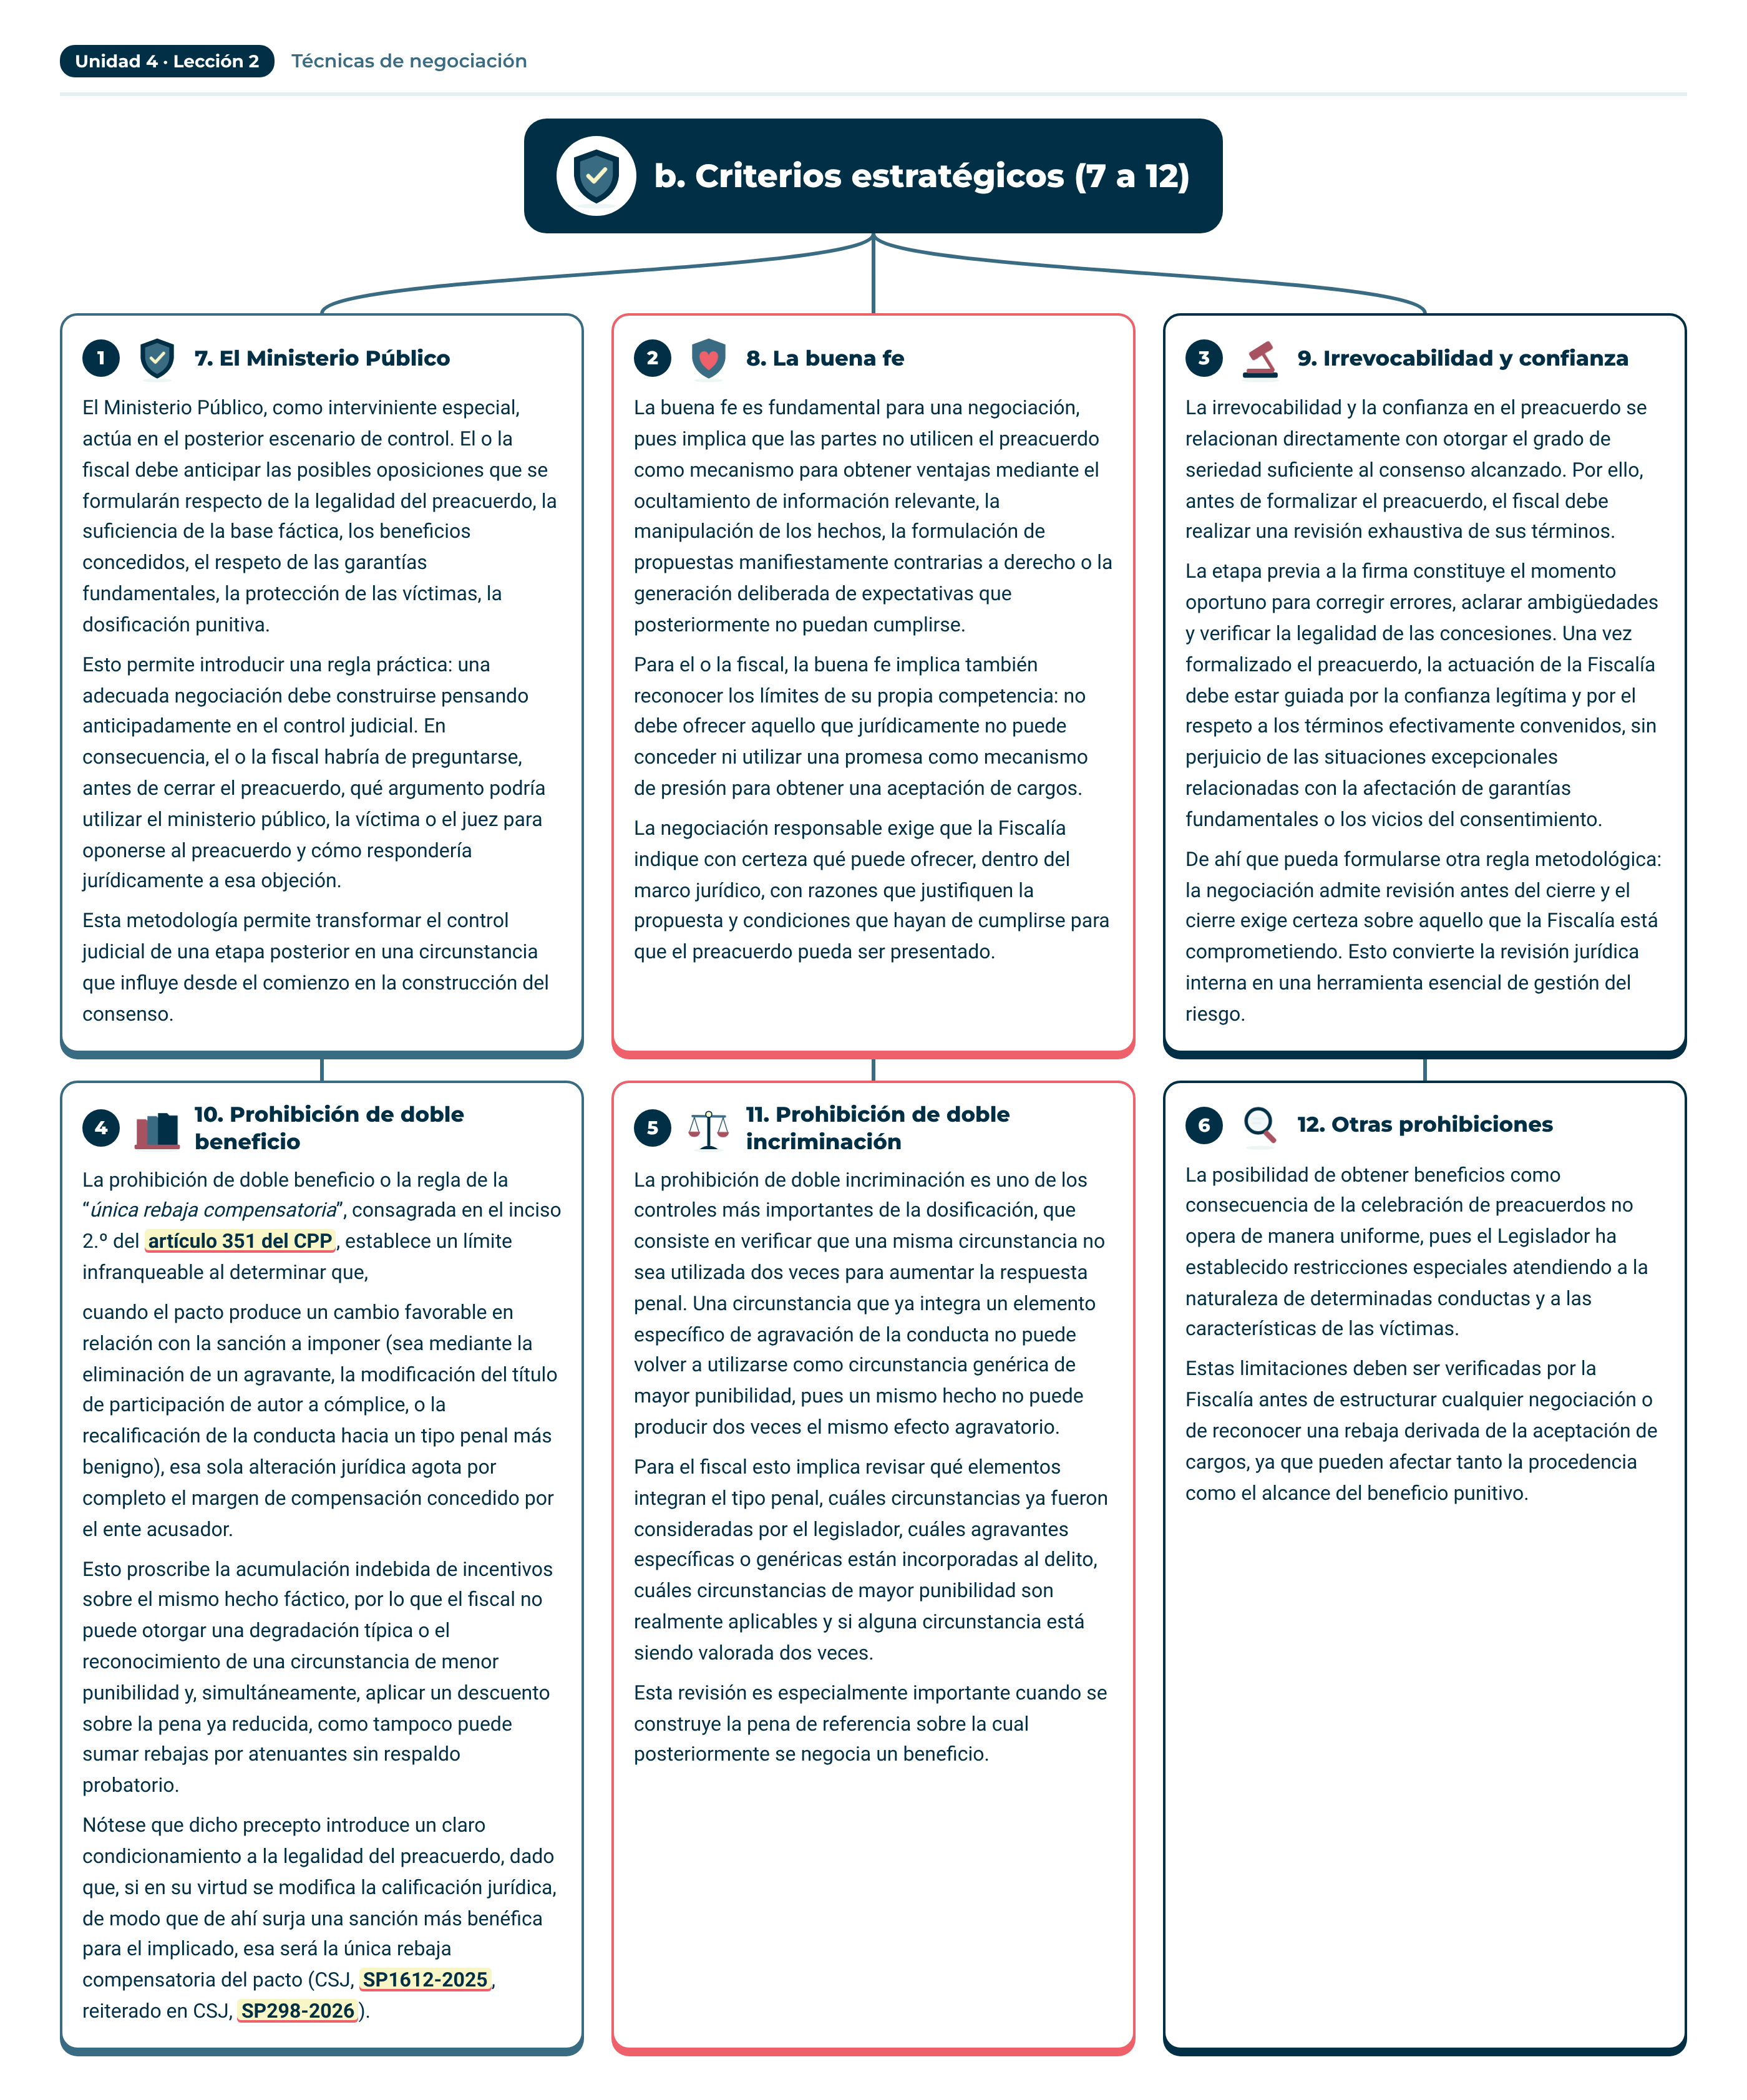 Unidad 4 · Lección 2
Técnicas de negociación
b. Criterios estratégicos (7 a 12)
1
7. El Ministerio Público
El Ministerio Público, como interviniente especial,
actúa en el posterior escenario de control. El o la
fiscal debe anticipar las posibles oposiciones que se
formularán respecto de la legalidad del preacuerdo, la
suficiencia de la base fáctica, los beneficios
concedidos, el respeto de las garantías
fundamentales, la protección de las víctimas, la
dosificación punitiva.
Esto permite introducir una regla práctica: una
adecuada negociación debe construirse pensando
anticipadamente en el control judicial. En
consecuencia, el o la fiscal habría de preguntarse,
antes de cerrar el preacuerdo, qué argumento podría
utilizar el ministerio público, la víctima o el juez para
oponerse al preacuerdo y cómo respondería
jurídicamente a esa objeción.
Esta metodología permite transformar el control
judicial de una etapa posterior en una circunstancia
que influye desde el comienzo en la construcción del
consenso.
2
8. La buena fe
La buena fe es fundamental para una negociación,
pues implica que las partes no utilicen el preacuerdo
como mecanismo para obtener ventajas mediante el
ocultamiento de información relevante, la
manipulación de los hechos, la formulación de
propuestas manifiestamente contrarias a derecho o la
generación deliberada de expectativas que
posteriormente no puedan cumplirse.
Para el o la fiscal, la buena fe implica también
reconocer los límites de su propia competencia: no
debe ofrecer aquello que jurídicamente no puede
conceder ni utilizar una promesa como mecanismo
de presión para obtener una aceptación de cargos.
La negociación responsable exige que la Fiscalía
indique con certeza qué puede ofrecer, dentro del
marco jurídico, con razones que justifiquen la
propuesta y condiciones que hayan de cumplirse para
que el preacuerdo pueda ser presentado.
3
9. Irrevocabilidad y confianza
La irrevocabilidad y la confianza en el preacuerdo se
relacionan directamente con otorgar el grado de
seriedad suficiente al consenso alcanzado. Por ello,
antes de formalizar el preacuerdo, el fiscal debe
realizar una revisión exhaustiva de sus términos.
La etapa previa a la firma constituye el momento
oportuno para corregir errores, aclarar ambigüedades
y verificar la legalidad de las concesiones. Una vez
formalizado el preacuerdo, la actuación de la Fiscalía
debe estar guiada por la confianza legítima y por el
respeto a los términos efectivamente convenidos, sin
perjuicio de las situaciones excepcionales
relacionadas con la afectación de garantías
fundamentales o los vicios del consentimiento.
De ahí que pueda formularse otra regla metodológica:
la negociación admite revisión antes del cierre y el
cierre exige certeza sobre aquello que la Fiscalía está
comprometiendo. Esto convierte la revisión jurídica
interna en una herramienta esencial de gestión del
riesgo.
4
10. Prohibición de doble
beneficio
La prohibición de doble beneficio o la regla de la
“única rebaja compensatoria”, consagrada en el inciso
2.º del artículo 351 del CPP, establece un límite
infranqueable al determinar que,
cuando el pacto produce un cambio favorable en
relación con la sanción a imponer (sea mediante la
eliminación de un agravante, la modificación del título
de participación de autor a cómplice, o la
recalificación de la conducta hacia un tipo penal más
benigno), esa sola alteración jurídica agota por
completo el margen de compensación concedido por
el ente acusador.
Esto proscribe la acumulación indebida de incentivos
sobre el mismo hecho fáctico, por lo que el fiscal no
puede otorgar una degradación típica o el
reconocimiento de una circunstancia de menor
punibilidad y, simultáneamente, aplicar un descuento
sobre la pena ya reducida, como tampoco puede
sumar rebajas por atenuantes sin respaldo
probatorio.
Nótese que dicho precepto introduce un claro
condicionamiento a la legalidad del preacuerdo, dado
que, si en su virtud se modifica la calificación jurídica,
de modo que de ahí surja una sanción más benéfica
para el implicado, esa será la única rebaja
compensatoria del pacto (CSJ, SP1612-2025,
reiterado en CSJ, SP298-2026).
5
11. Prohibición de doble
incriminación
La prohibición de doble incriminación es uno de los
controles más importantes de la dosificación, que
consiste en verificar que una misma circunstancia no
sea utilizada dos veces para aumentar la respuesta
penal. Una circunstancia que ya integra un elemento
específico de agravación de la conducta no puede
volver a utilizarse como circunstancia genérica de
mayor punibilidad, pues un mismo hecho no puede
producir dos veces el mismo efecto agravatorio.
Para el fiscal esto implica revisar qué elementos
integran el tipo penal, cuáles circunstancias ya fueron
consideradas por el legislador, cuáles agravantes
específicas o genéricas están incorporadas al delito,
cuáles circunstancias de mayor punibilidad son
realmente aplicables y si alguna circunstancia está
siendo valorada dos veces.
Esta revisión es especialmente importante cuando se
construye la pena de referencia sobre la cual
posteriormente se negocia un beneficio.
6
12. Otras prohibiciones
La posibilidad de obtener beneficios como
consecuencia de la celebración de preacuerdos no
opera de manera uniforme, pues el Legislador ha
establecido restricciones especiales atendiendo a la
naturaleza de determinadas conductas y a las
características de las víctimas.
Estas limitaciones deben ser verificadas por la
Fiscalía antes de estructurar cualquier negociación o
de reconocer una rebaja derivada de la aceptación de
cargos, ya que pueden afectar tanto la procedencia
como el alcance del beneficio punitivo.